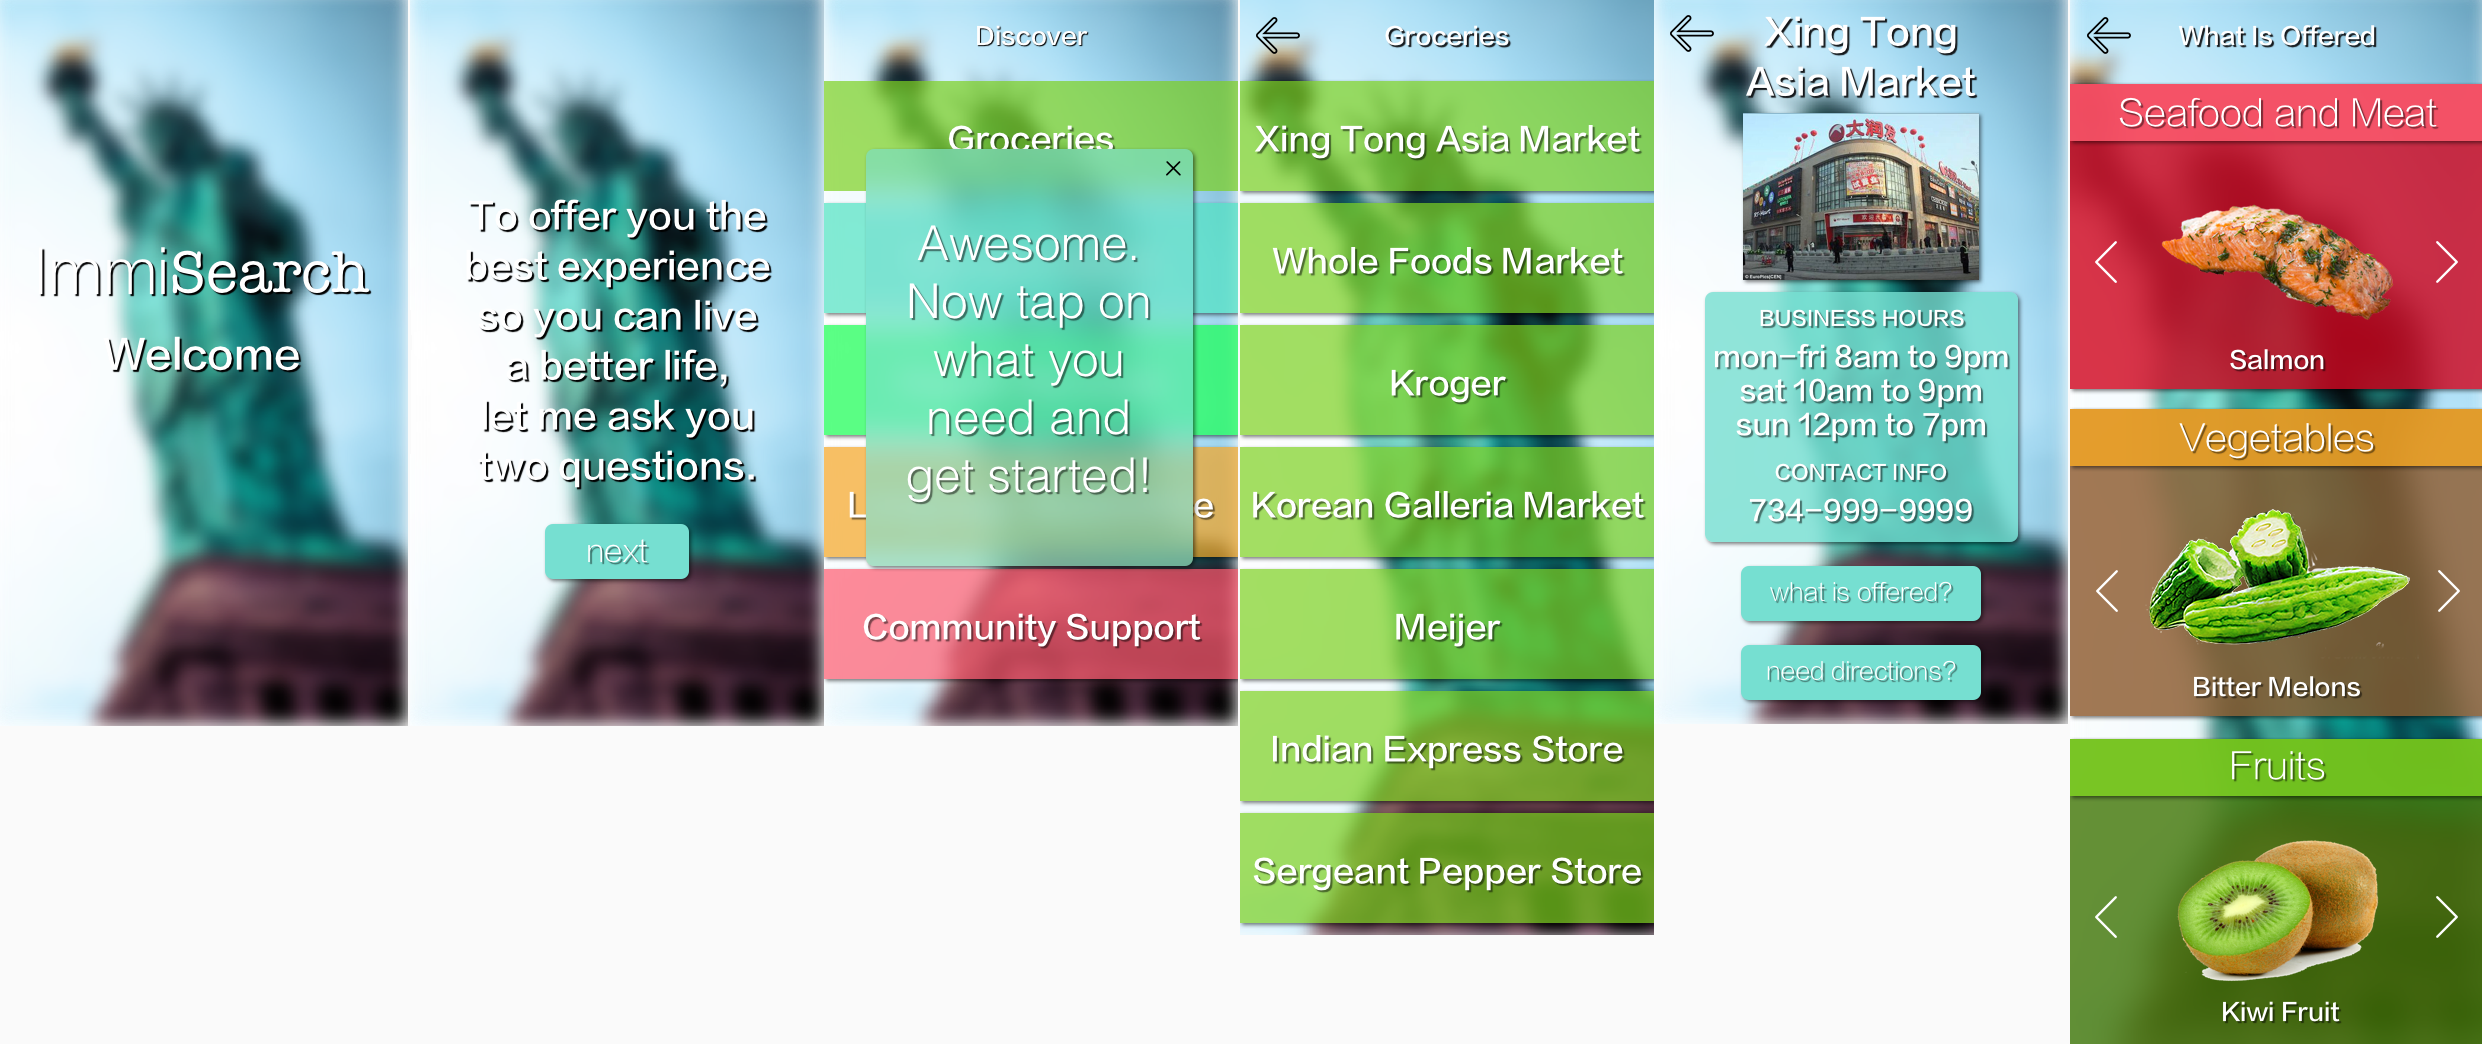 ImmiSearch
Welcome
To offer you the
best experience
so you can live
a better life,
let me ask you
two questions.
next
Discover
Groceries
Awesome.
Now tap on
what you
need and
get started!
Community Support
Groceries
Xing Tong Asia Market
Whole Foods Market
Kroger
Korean Galleria Market
Meijer
Indian Express Store
Sergeant Pepper Store
Xing Tong
Asia Market
大润发
BUSINESS HOURS
mon-fri 8am to 9pm
sat 10am to 9pm
sun 12pm to 7pm
CONTACT INFO
734-999-9999
what is offered?
need directions?
What Is Offered
Seafood and Meat
Salmon
Vegetables
Bitter Melons
Fruits
Kiwi Fruit